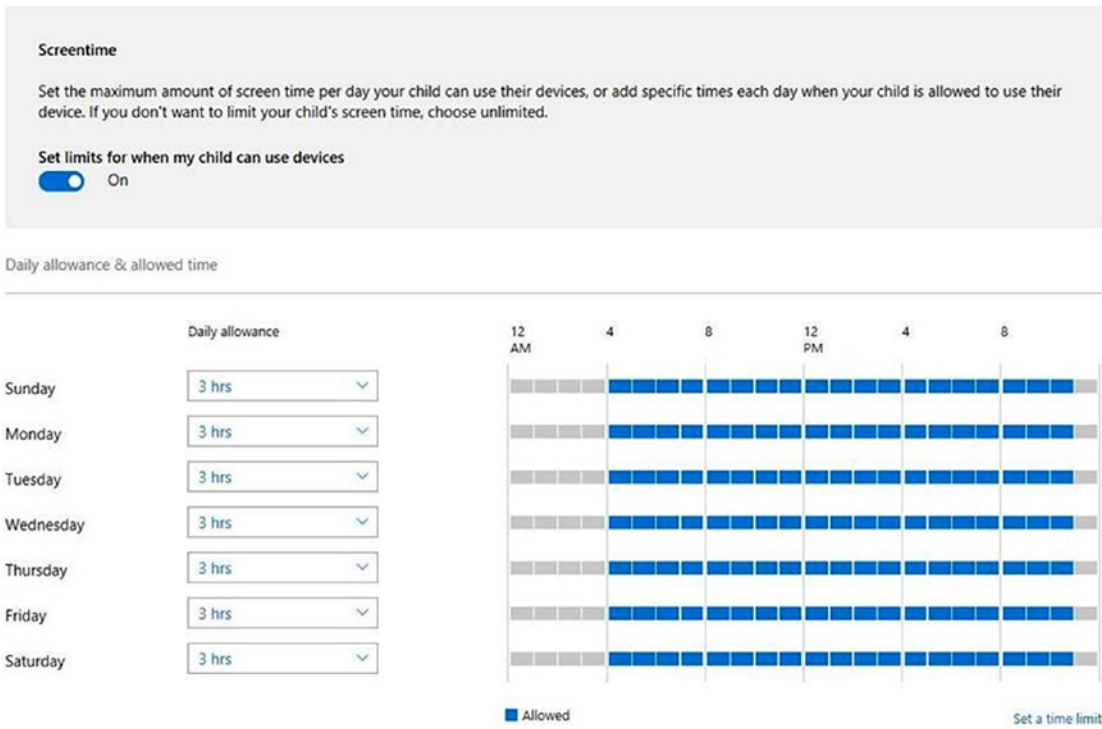 Screentime
Set the maximum amount of screen time per day your child can use their devices, or add specific times each day when your child is allowed to use their
device. If you don't want to limit your child's screen time, choose unlimited.
Set limits for when my child can use devices
On
Daily allowance & allowed time
Daily allowance
12 4 8 12 4 8
AM PM
Sunday 3 hrs
Monday 3 hrs
Tuesday 3 hrs
Wednesday 3 hrs
Thursday 3 hrs
Friday 3 hrs
Saturday 3 hrs
Allowed
Set a time limit